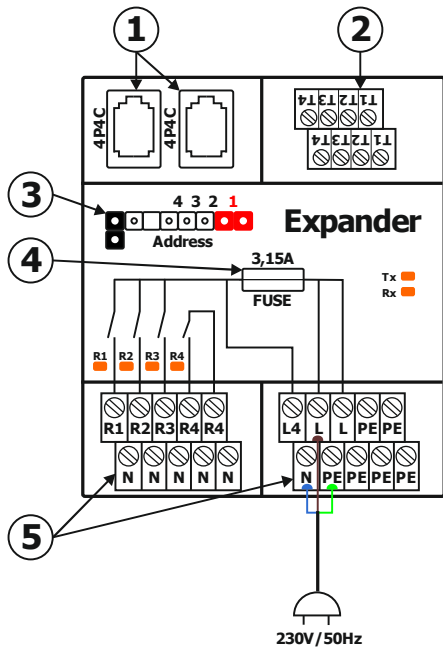 1
2
4P4C
4P4C
T4 T3 T2 T1
T4 T3 T2 T1
3
4 3 2 1
Address
Expander
4
3,15A
FUSE
Tx
Rx
R1 R2 R3 R4
R1 R2 R3 R4 R4
L4 L L PE PE
N N N N N
N PE PE PE PE
5
230V/50Hz